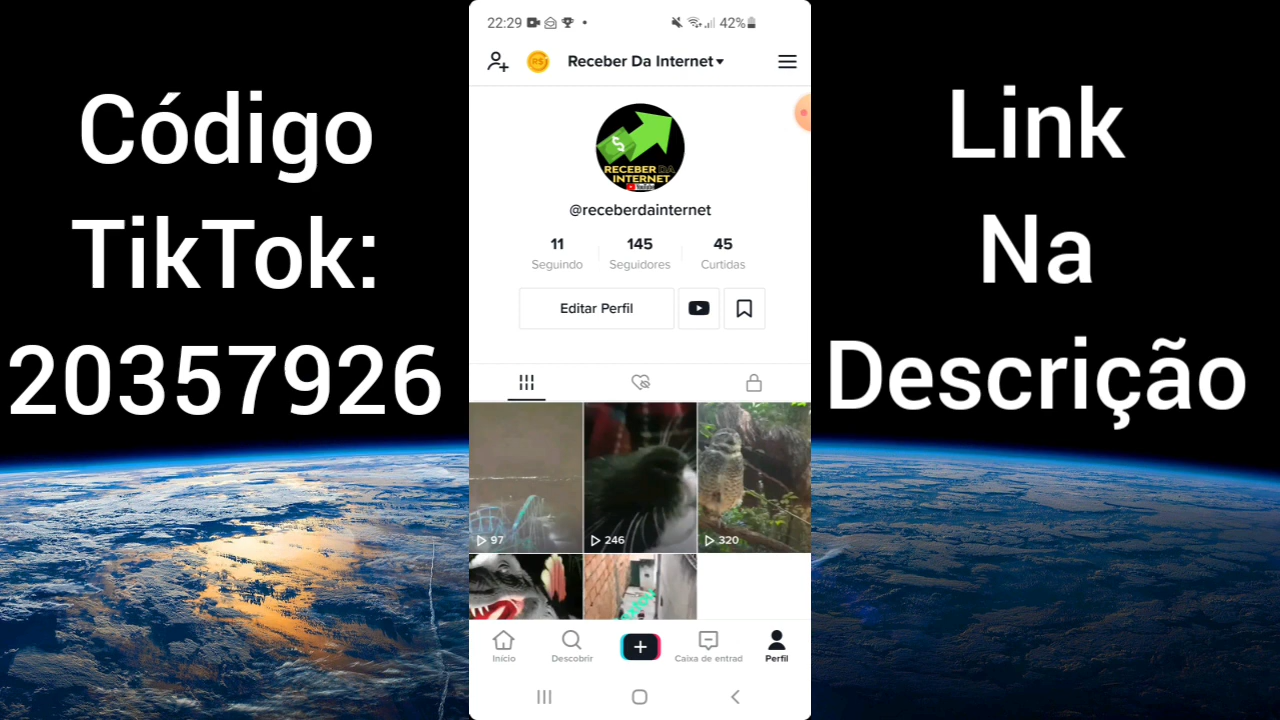 Código
TikTok:
20357926
22:29
42%
R$
Receber Da Internet
$
RECEBER DA
INTERNET
YouTube
@receberdainternet
11
145
45
Seguindo
Seguidores
Curtidas
Editar Perfil
97
246
320
Início
Descobrir
Caixa de entrad
Perfil
Link
Na
Descrição